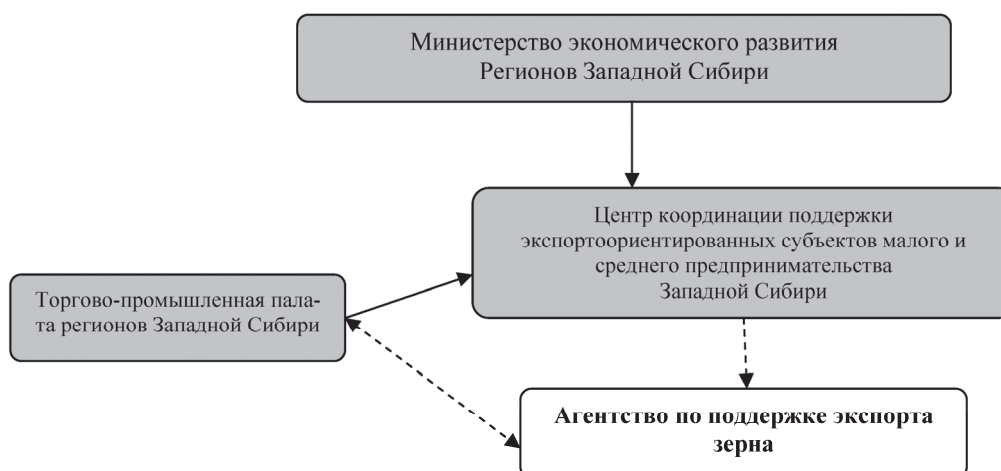 Министерство экономического развития
Регионов Западной Сибири
Центр координации поддержки
экспортоориентированных субъектов малого и
среднего предпринимательства
Западной Сибири
Торгово-промышленная пала-
та регионов Западной Сибири
Агентство по поддержке экспорта
зерна